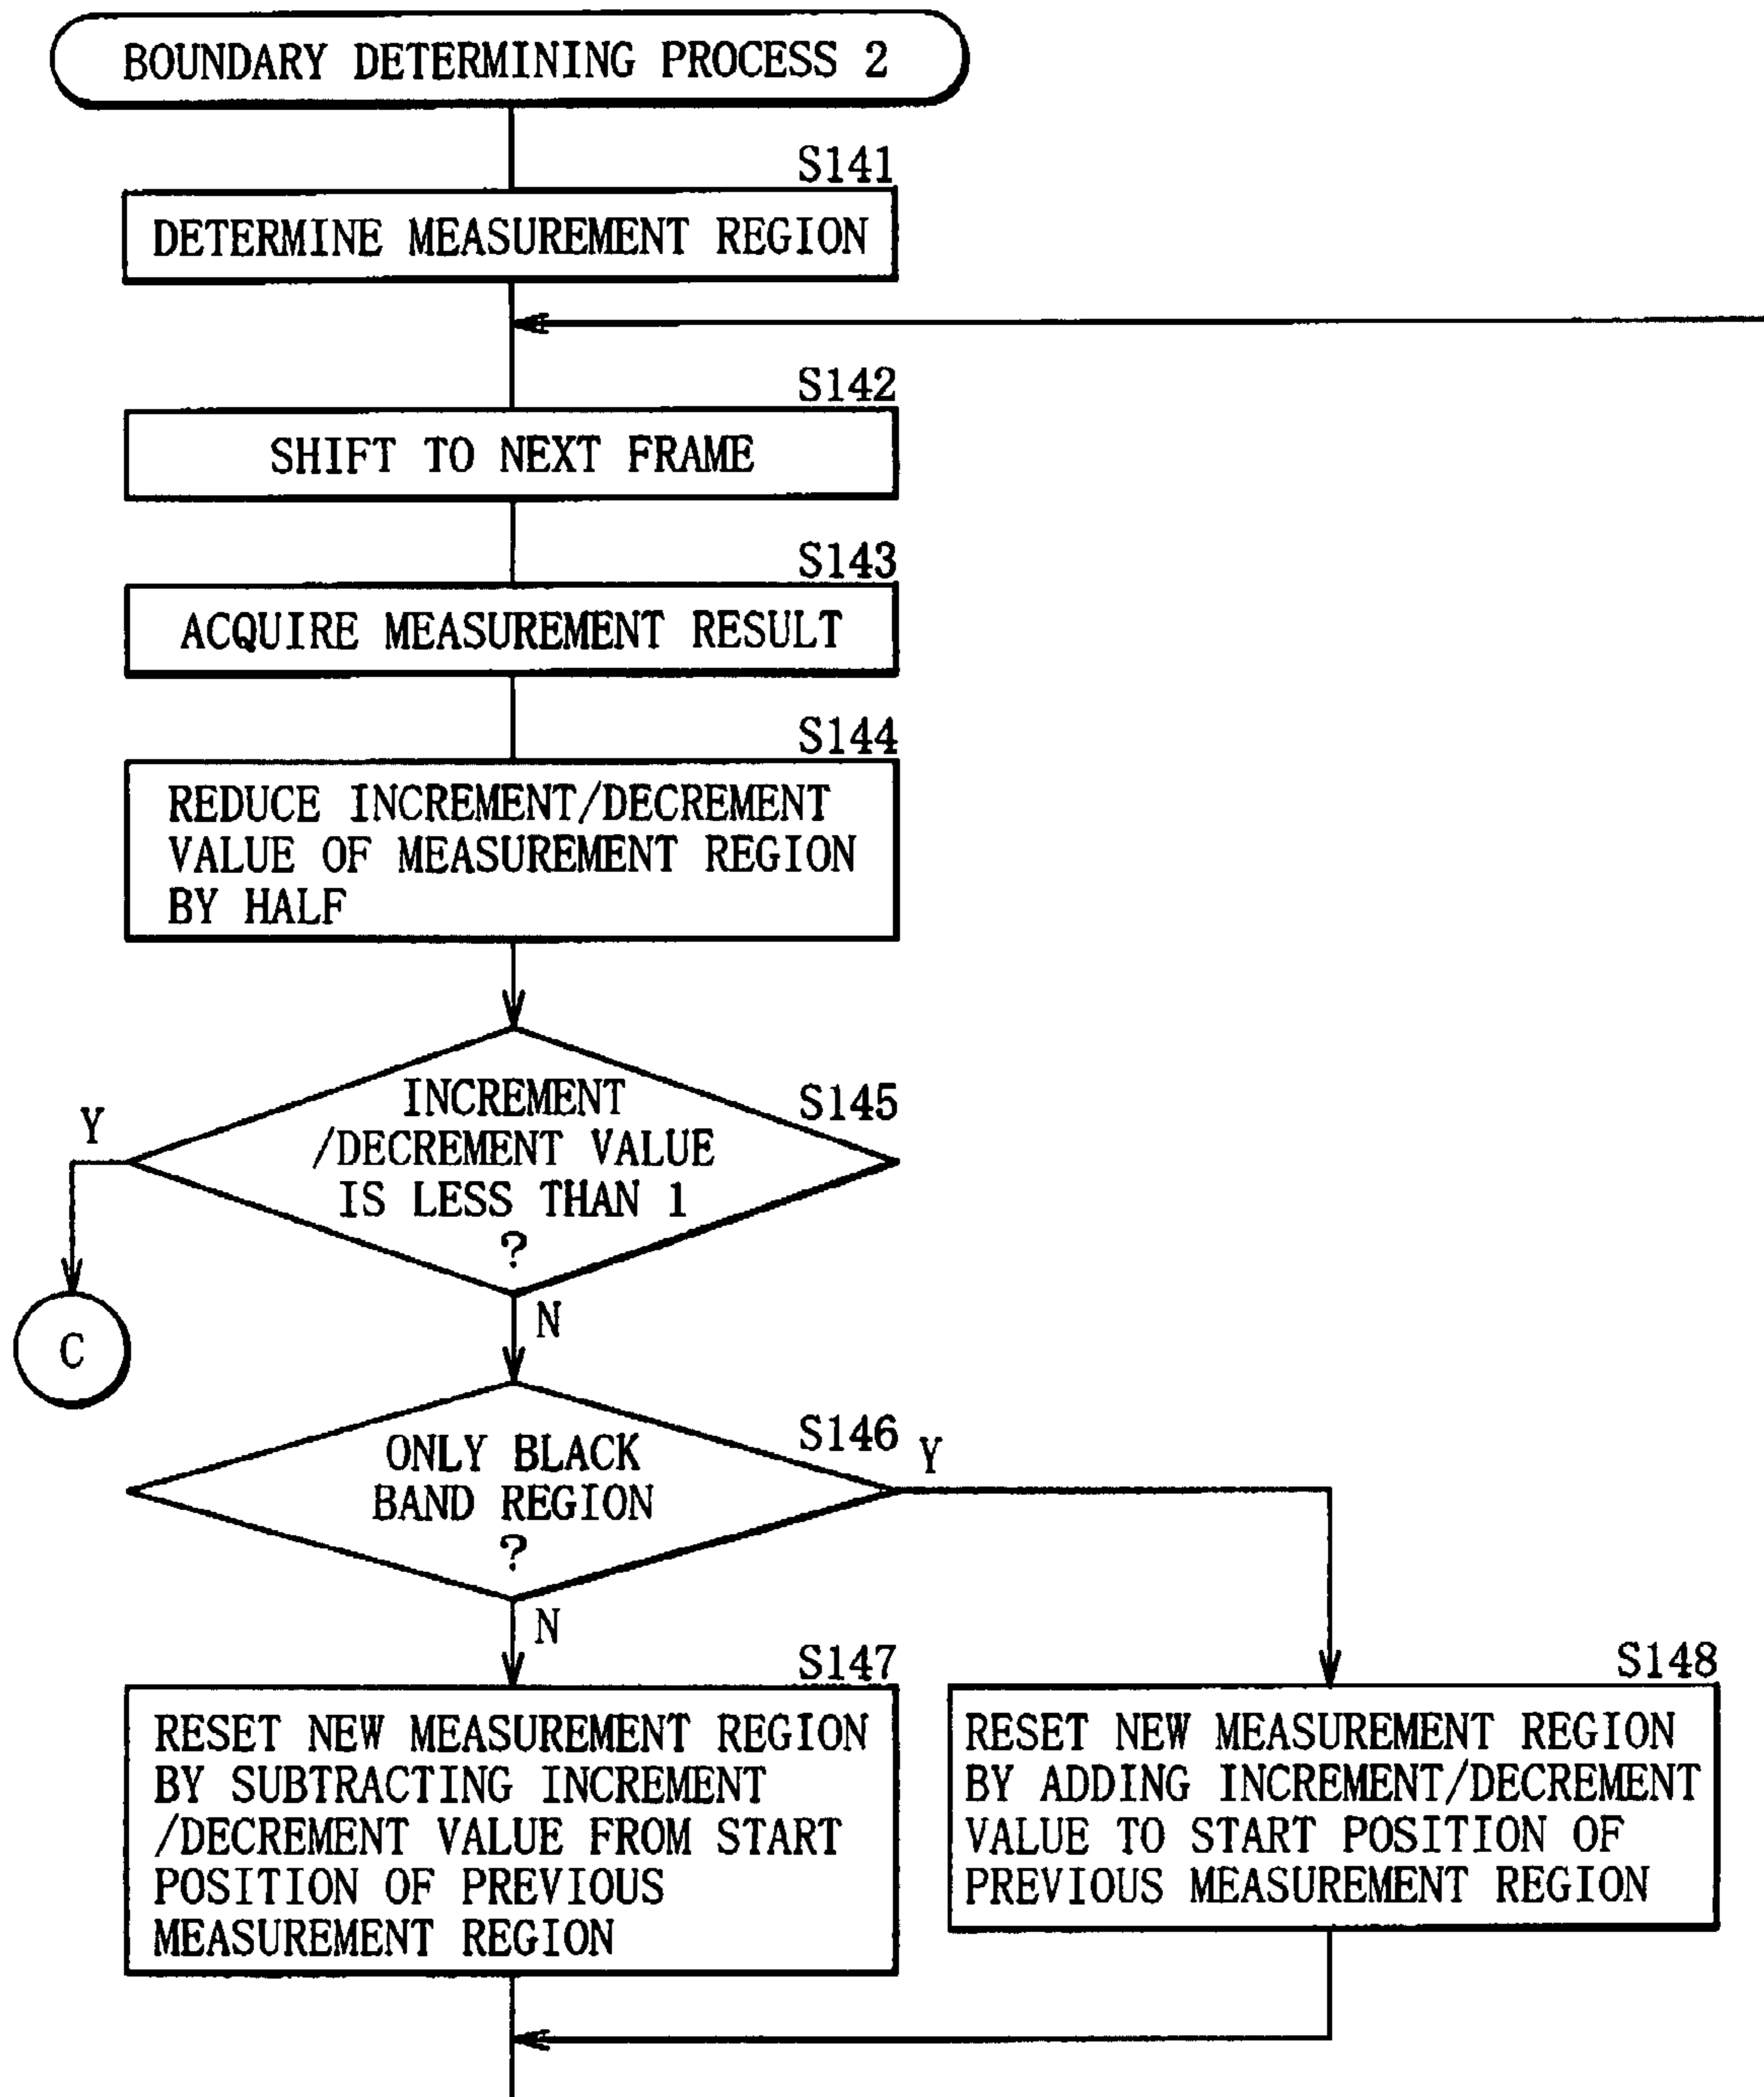 BOUNDARY DETERMINING PROCESS 2
S141
DETERMINE MEASUREMENT REGION
S142
SHIFT TO NEXT FRAME
S143
ACQUIRE MEASUREMENT RESULT
S144
REDUCE INCREMENT/DECREMENT
VALUE OF MEASUREMENT REGION
BY HALF
S145
INCREMENT
/DECREMENT VALUE
IS LESS THAN 1
?
Y
C
N
S146
ONLY BLACK
BAND REGION
?
Y
N
S147
RESET NEW MEASUREMENT REGION
BY SUBTRACTING INCREMENT
/DECREMENT VALUE FROM START
POSITION OF PREVIOUS
MEASUREMENT REGION
S148
RESET NEW MEASUREMENT REGION
BY ADDING INCREMENT/DECREMENT
VALUE TO START POSITION OF
PREVIOUS MEASUREMENT REGION